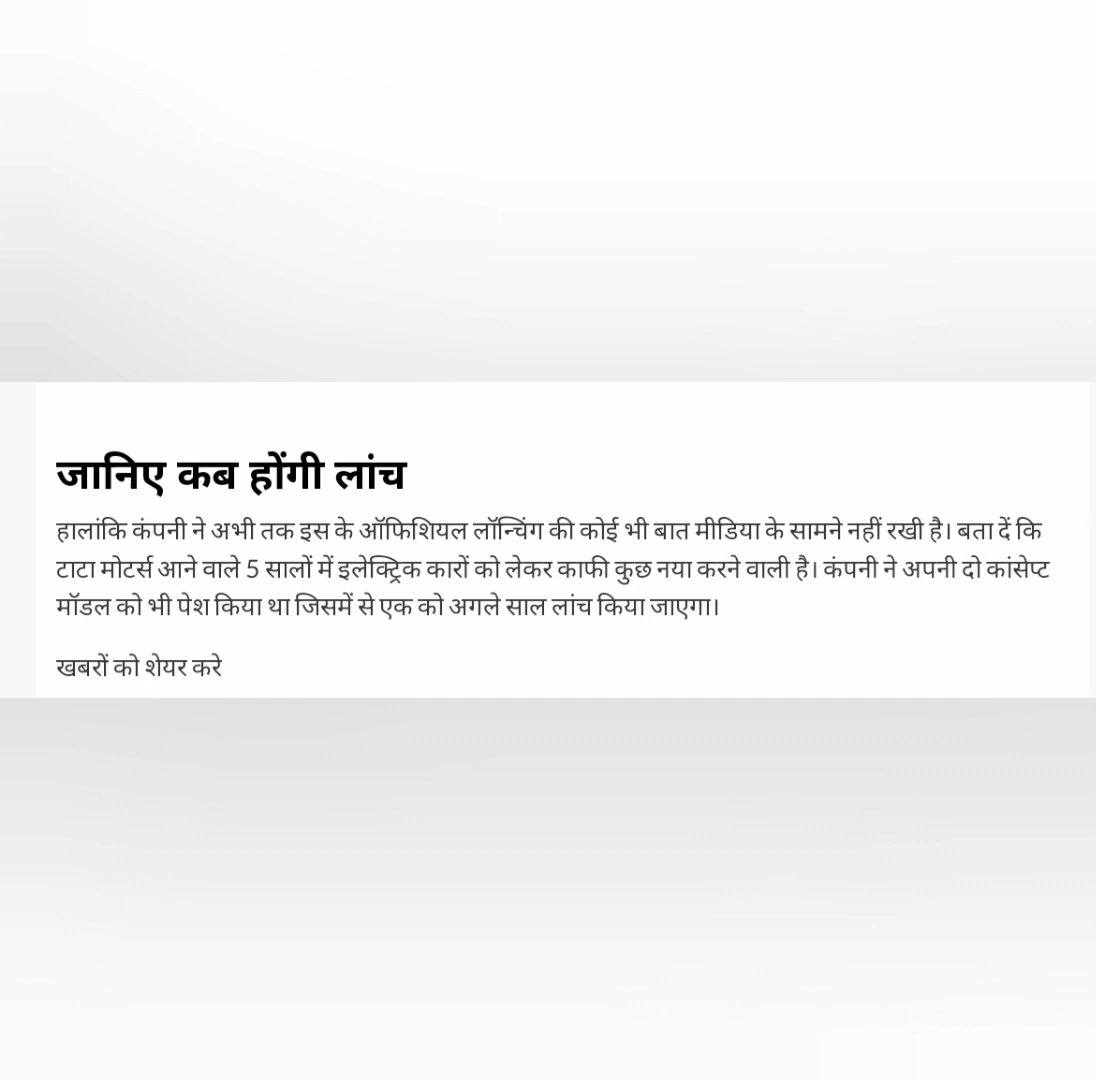 जानिए कब होंगी लांच
हालांकि कंपनी ने अभी तक इस के ऑफिशियल लॉन्चिंग की कोई भी बात मीडिया के सामने नहीं रखी है। बता दें कि
टाटा मोटर्स आने वाले 5 सालों में इलेक्ट्रिक कारों को लेकर काफी कुछ नया करने वाली है। कंपनी ने अपनी दो कांसेप्ट
मॉडल को भी पेश किया था जिसमें से एक को अगले साल लांच किया जाएगा।
खबरों को शेयर करे